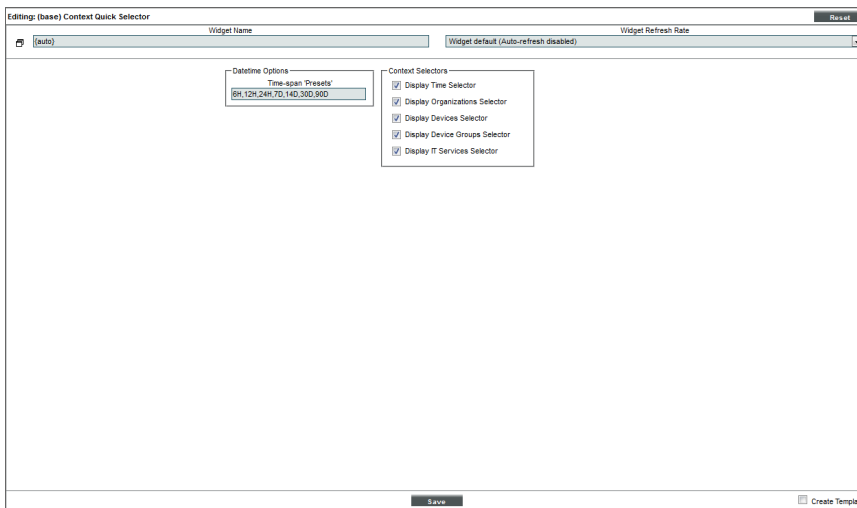 Editing: (base) Context Quick Selector
Reset
Widget Name
Widget Refresh Rate
{auto}
Widget default (Auto-refresh disabled)
Datetime Options
Time-span 'Presets'
6H,12H,24H,7D,14D,30D,90D
Context Selectors
Display Time Selector
Display Organizations Selector
Display Devices Selector
Display Device Groups Selector
Display IT Services Selector
Save
Create Templa